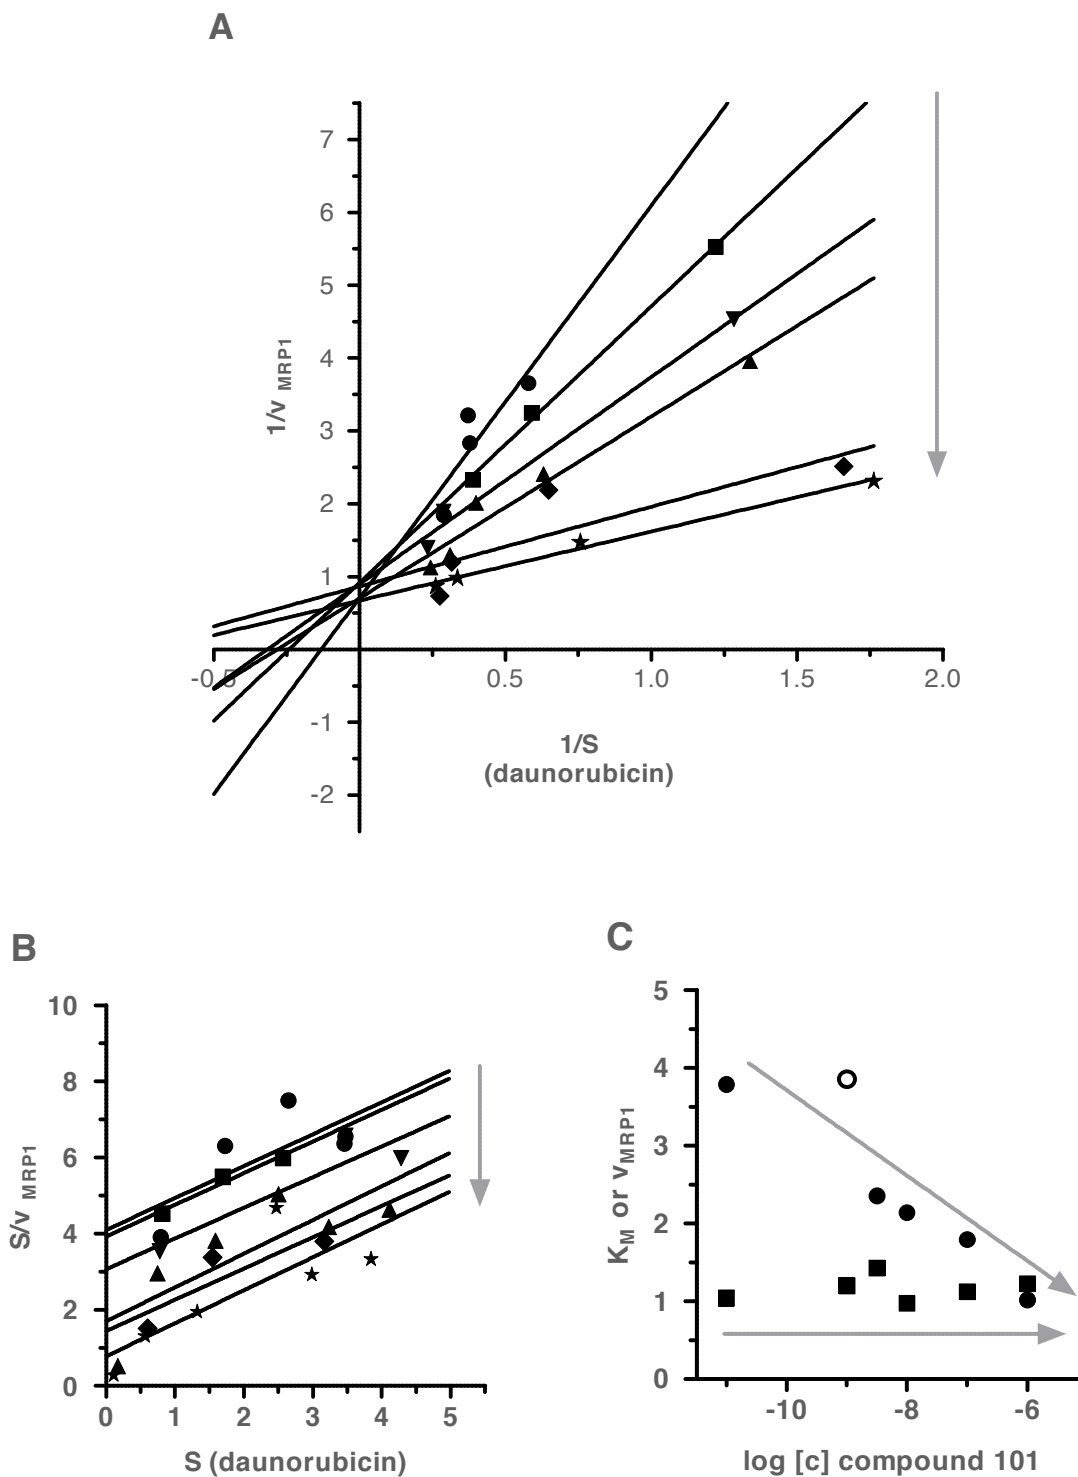 A
7
6
5
4
3
2
1
-1
-2
1/v MRP1
-0.5
0.5
1.0
1.5
2.0
1/S
(daunorubicin)
B
10
8
6
4
2
0
S/v MRP1
0 1 2 3 4 5
S (daunorubicin)
C
5
4
3
2
1
0
KM or vMRP1
-10 -8 -6
log [c] compound 101